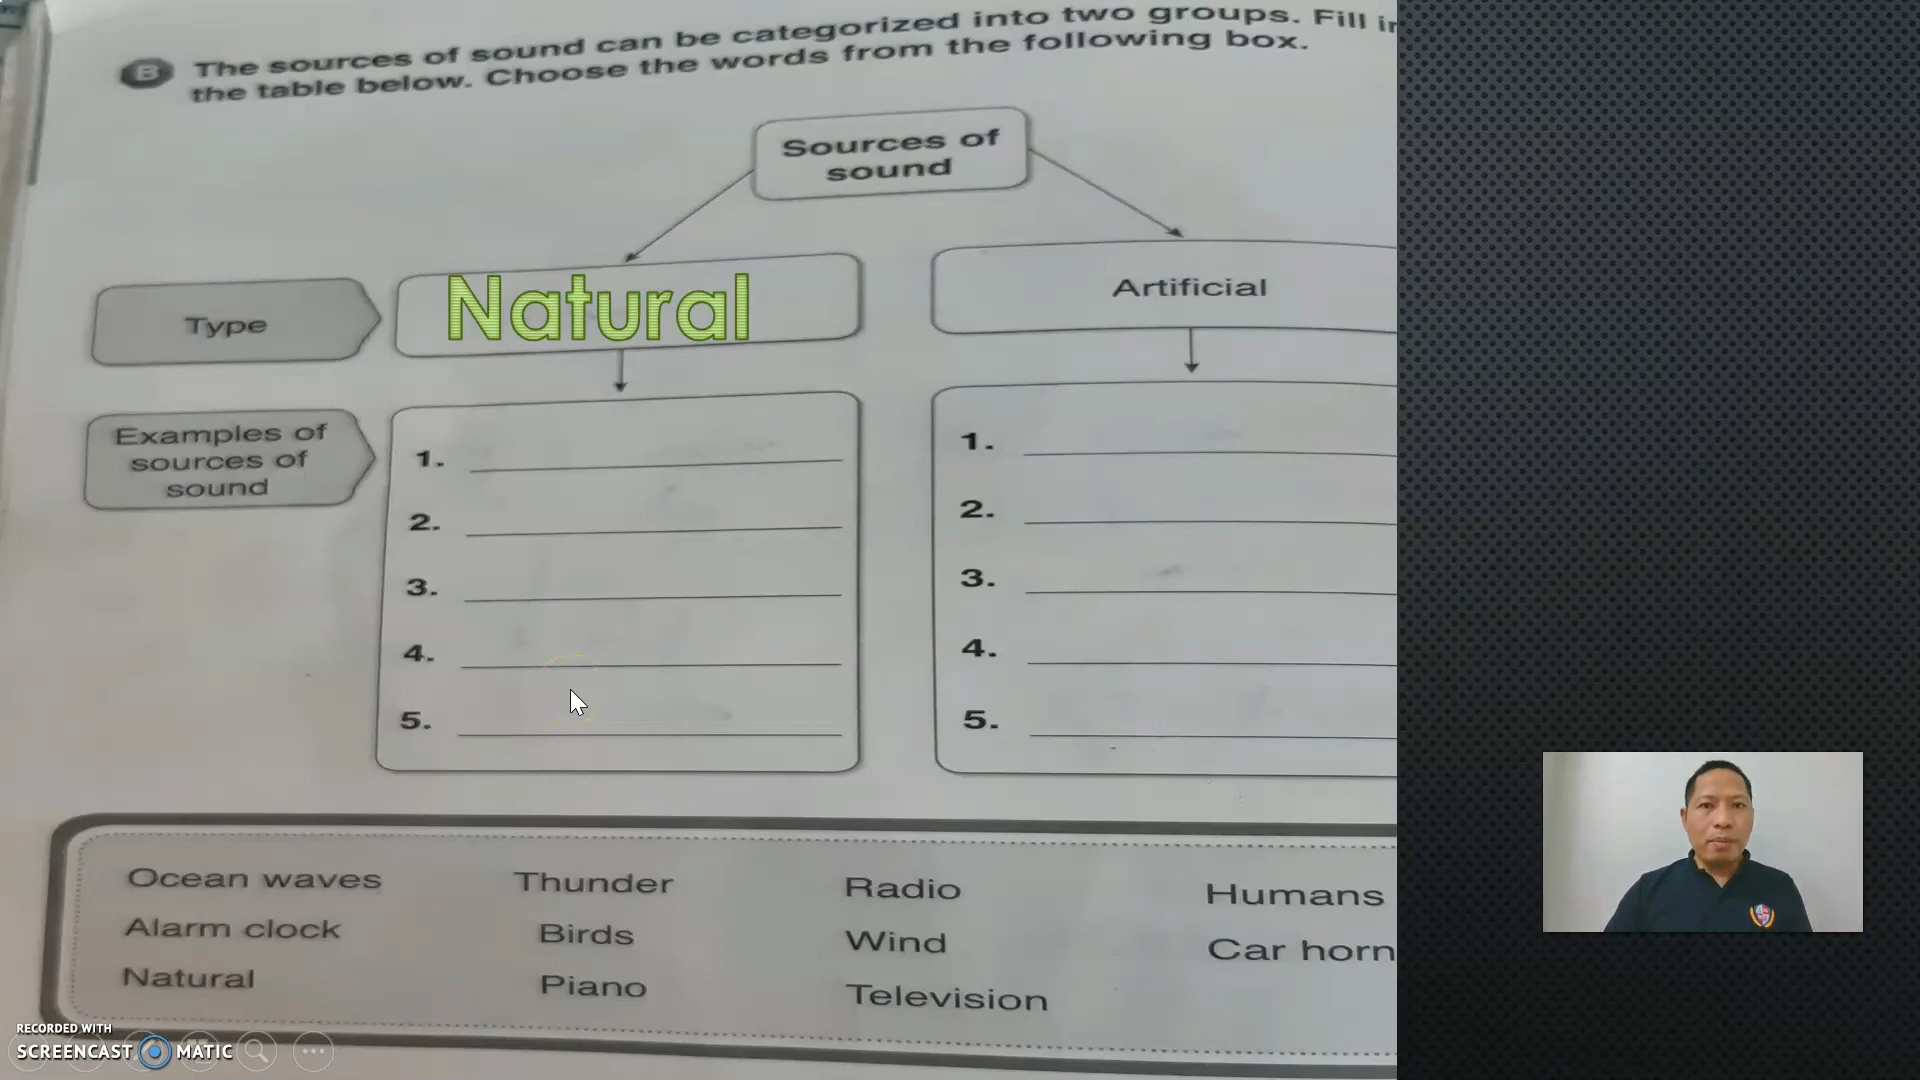 B The sources of sound can be categorized into two groups. Fill in
the table below. Choose the words from the following box.
Sources of
sound
Type
Natural
Artificial
Examples of
sources of
sound
1.
2.
3.
4.
5.
1.
2.
3.
4.
5.
Ocean waves Thunder Radio Humans
Alarm clock Birds Wind Car horn
Natural Piano Television
RECORDED WITH
SCREENCAST MATIC